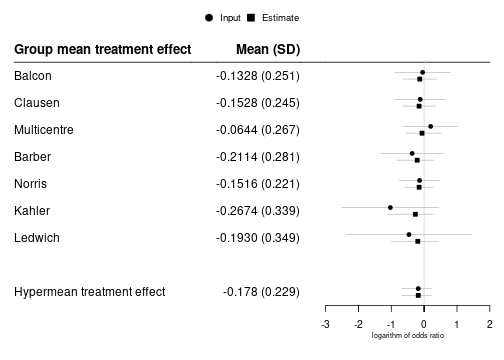 Input Estimate
Group mean treatment effect Mean (SD)
Balcon -0.1328 (0.251)
Clausen -0.1528 (0.245)
Multicentre -0.0644 (0.267)
Barber -0.2114 (0.281)
Norris -0.1516 (0.221)
Kahler -0.2674 (0.339)
Ledwich -0.1930 (0.349)
Hypermean treatment effect -0.178 (0.229)
-3 -2 -1 0 1 2
logarithm of odds ratio